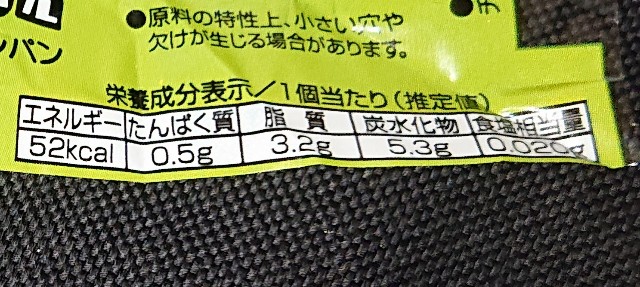 ●原料の特性上、小さい穴や
欠けが生じる場合があります。
パン
栄養成分表示／1個当たり(推定値)
エネルギー たんぱく質 脂質 炭水化物 食塩相当量
52kcal 0.5g 3.2g 5.3g 0.020g